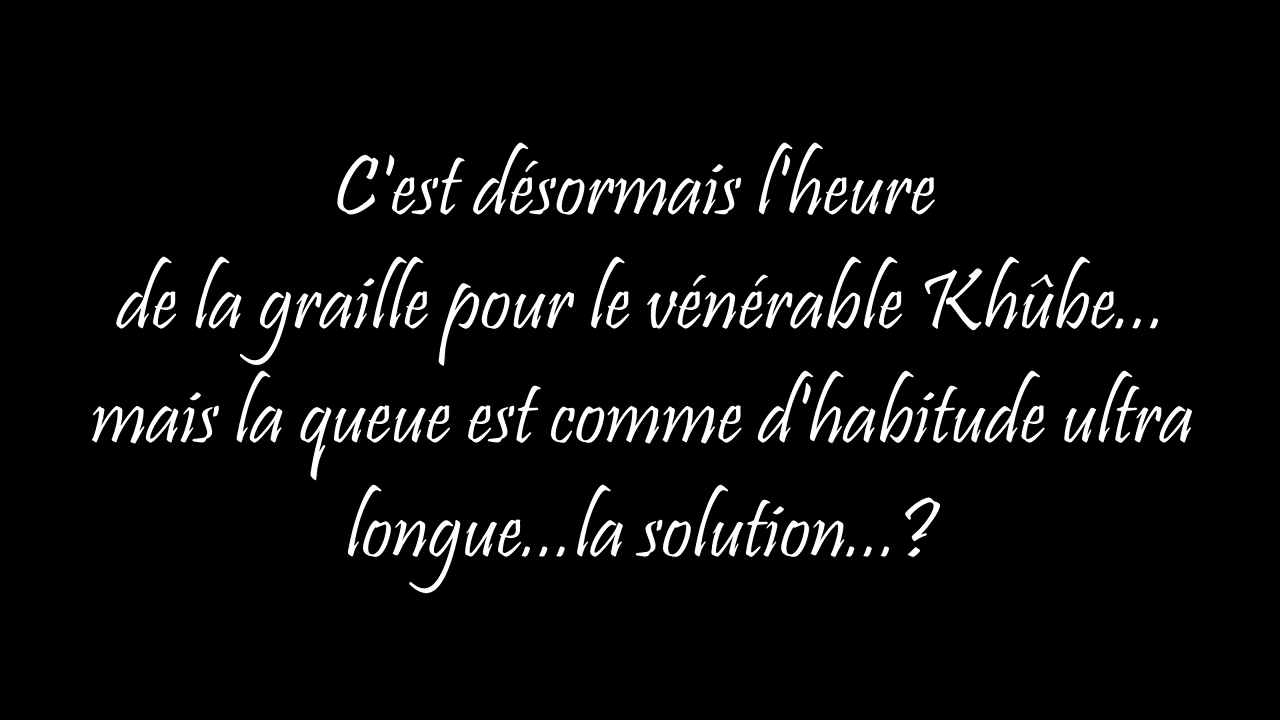 C'est désormais l'heure
de la graille pour le vénérable Khûbe...
mais la queue est comme d'habitude ultra
longue...la solution...?